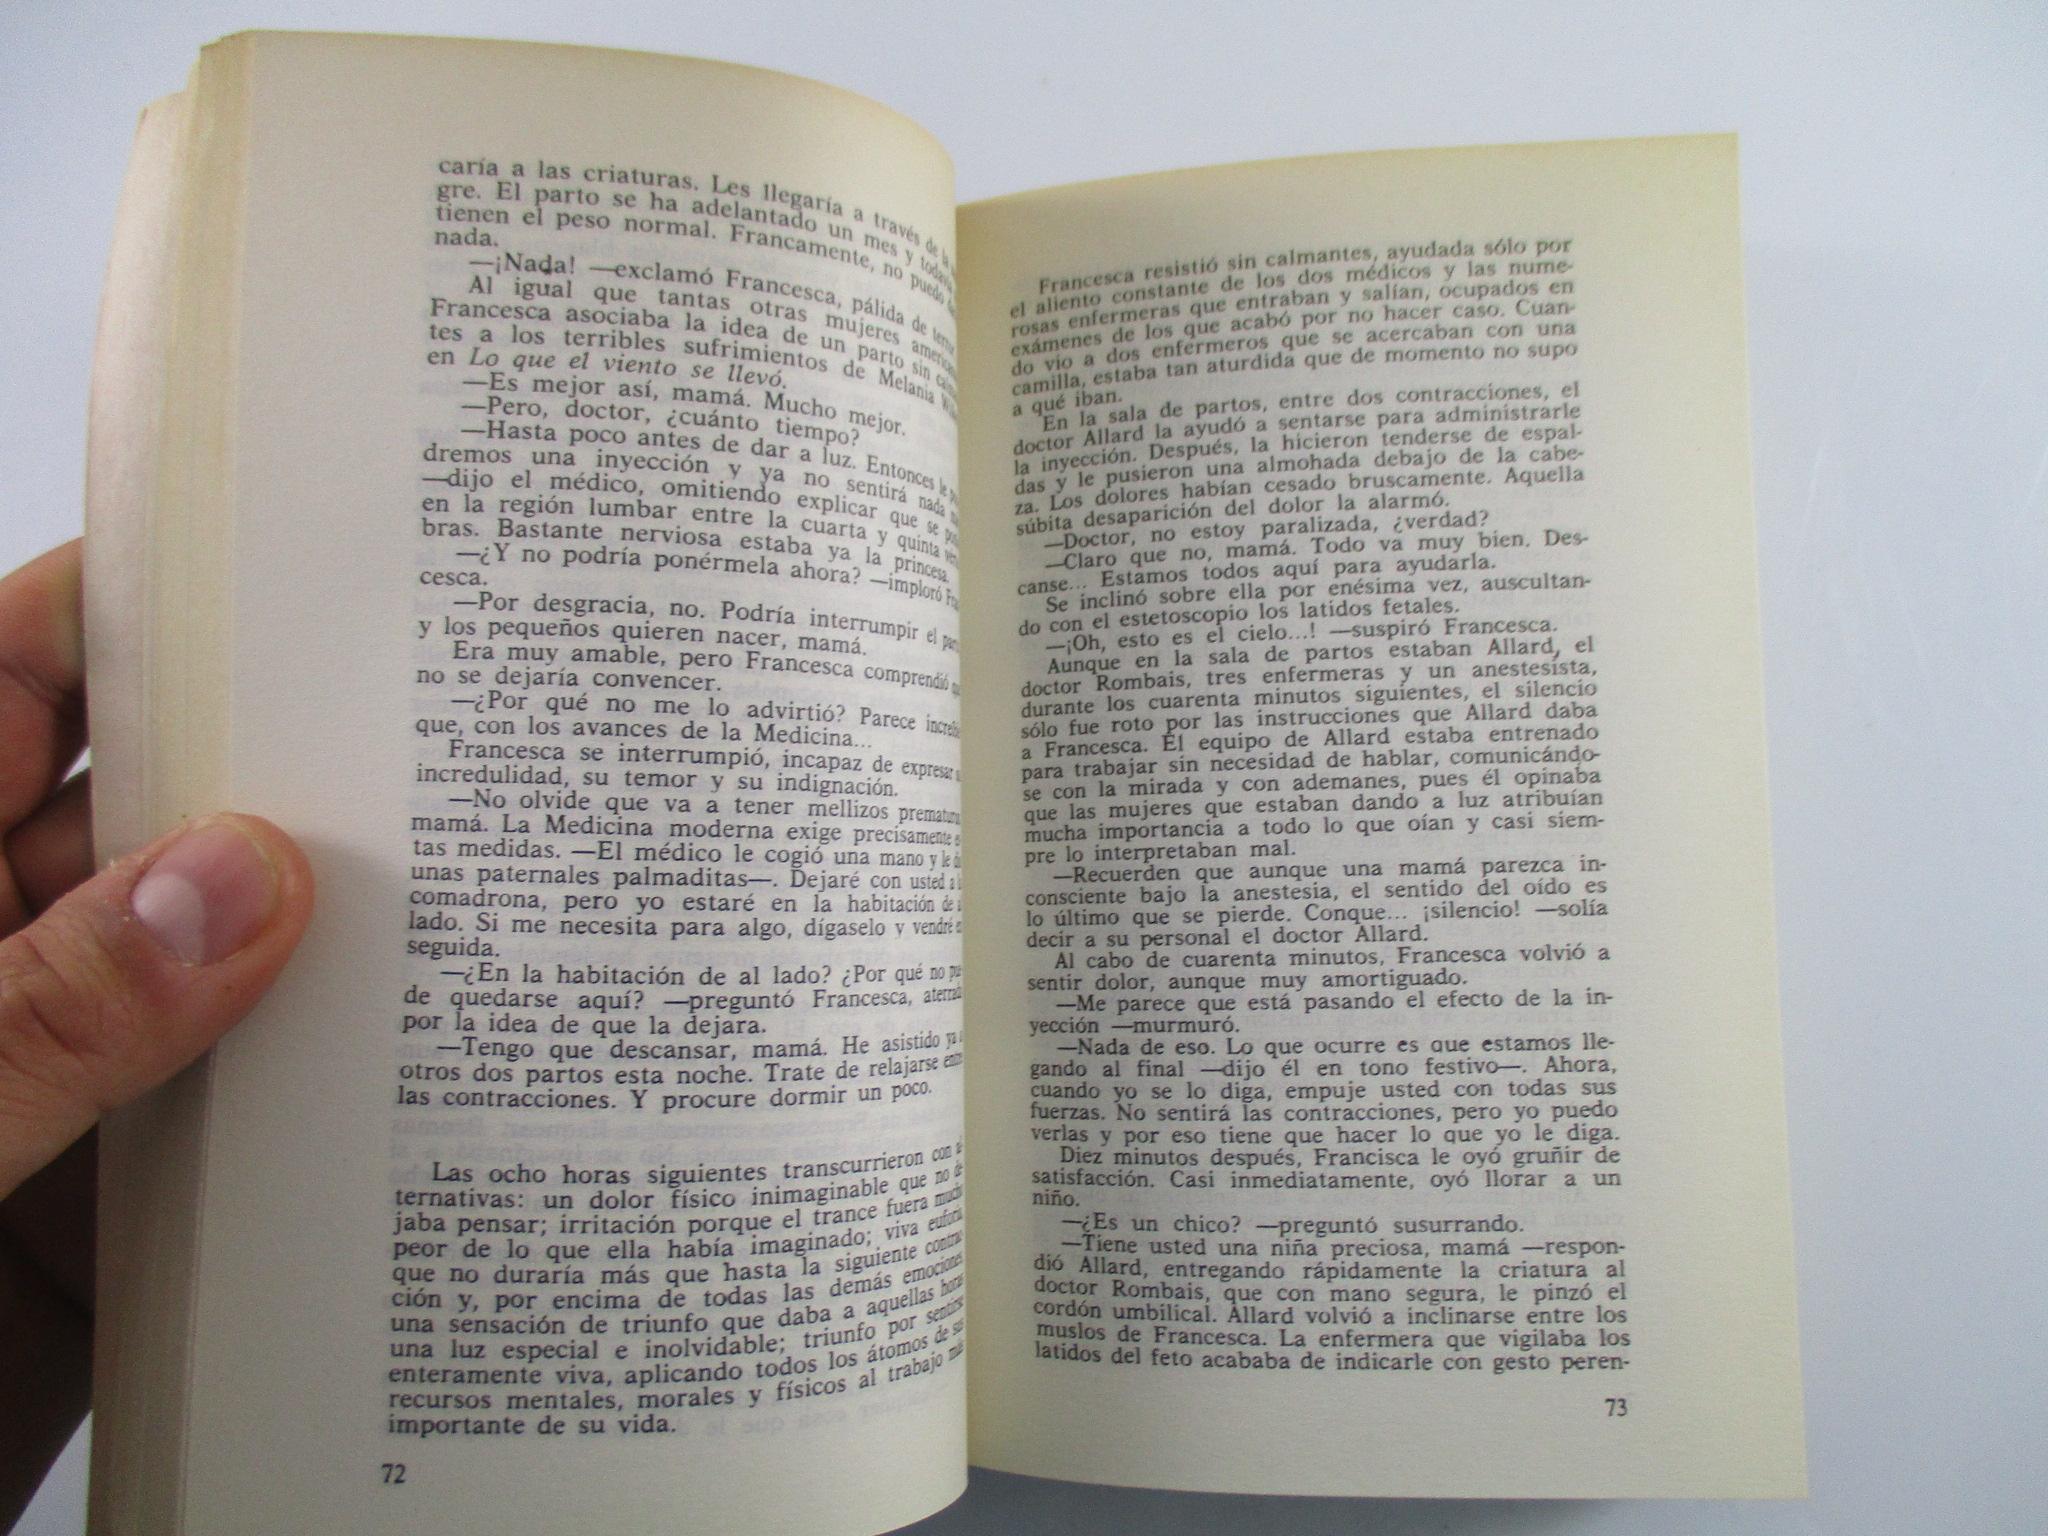 caría a las criaturas. Les llegaría a través de la
gre. El parto se ha adelantado un mes y todavía
tienen el peso normal. Francamente, no puedo
nada.
—¡Nada! —exclamó Francesca, pálida de terror.
Al igual que tantas otras mujeres
Francesca asociaba la idea de un parto sin
tes a los terribles sufrimientos de Melania
en Lo que el viento se llevó.
—Es mejor así, mamá. Mucho mejor.
—Pero, doctor, ¿cuánto tiempo?
—Hasta poco antes de dar a luz. Entonces le
dremos una inyección y ya no sentirá nada
—dijo el médico, omitiendo explicar que se
en la región lumbar entre la cuarta y quinta
bras. Bastante nerviosa estaba ya la princesa.
—¿Y no podría ponérmela ahora? —imploró
cesca.
—Por desgracia, no. Podría interrumpir el
y los pequeños quieren nacer, mamá.
Era muy amable, pero Francesca comprendió
no se dejaría convencer.
—¿Por qué no me lo advirtió? Parece
que, con los avances de la Medicina...
Francesca se interrumpió, incapaz de expresar
incredulidad, su temor y su indignación.
—No olvide que va a tener mellizos
mamá. La Medicina moderna exige precisamente
tas medidas. —El médico le cogió una mano y le
unas paternales palmaditas—. Dejaré con usted a
comadrona, pero yo estaré en la habitación de
lado. Si me necesita para algo, dígaselo y vendré
seguida.
—¿En la habitación de al lado? ¿Por qué no
de quedarse aquí? —preguntó Francesca,
por la idea de que la dejara.
—Tengo que descansar, mamá. He asistido ya
otros dos partos esta noche. Trate de relajarse
las contracciones. Y procure dormir un poco.
Las ocho horas siguientes transcurrieron con
ternativas: un dolor físico inimaginable que no
jaba pensar; irritación porque el trance fuera
peor de lo que ella había imaginado; viva
que no duraría más que hasta la siguiente
ción y, por encima de todas las demás emociones,
una sensación de triunfo que daba a aquellas horas
una luz especial e inolvidable; triunfo por sentirse
enteramente viva, aplicando todos los átomos de sus
recursos mentales, morales y físicos al trabajo más
importante de su vida.
72
Francesca resistió sin calmantes, ayudada sólo por
el aliento constante de los dos médicos y las nume-
rosas enfermeras que entraban y salían, ocupados en
exámenes de los que acabó por no hacer caso. Cuan-
do vio a dos enfermeros que se acercaban con una
camilla, estaba tan aturdida que de momento no supo
a qué iban.
En la sala de partos, entre dos contracciones, el
doctor Allard la ayudó a sentarse para administrarle
la inyección. Después, la hicieron tenderse de espal-
das y le pusieron una almohada debajo de la cabe-
za. Los dolores habían cesado bruscamente. Aquella
súbita desaparición del dolor la alarmó.
—Doctor, no estoy paralizada, ¿verdad?
—Claro que no, mamá. Todo va muy bien. Des-
canse... Estamos todos aquí para ayudarla.
Se inclinó sobre ella por enésima vez, auscultan-
do con el estetoscopio los latidos fetales.
—¡Oh, esto es el cielo...! —suspiró Francesca.
Aunque en la sala de partos estaban Allard, el
doctor Rombais, tres enfermeras y un anestesista,
durante los cuarenta minutos siguientes, el silencio
sólo fue roto por las instrucciones que Allard daba
a Francesca. El equipo de Allard estaba entrenado
para trabajar sin necesidad de hablar, comunicándo-
se con la mirada y con ademanes, pues él opinaba
que las mujeres que estaban dando a luz atribuían
mucha importancia a todo lo que oían y casi siem-
pre lo interpretaban mal.
—Recuerden que aunque una mamá parezca in-
consciente bajo la anestesia, el sentido del oído es
lo último que se pierde. Conque... ¡silencio! —solía
decir a su personal el doctor Allard.
Al cabo de cuarenta minutos, Francesca volvió a
sentir dolor, aunque muy amortiguado.
—Me parece que está pasando el efecto de la in-
yección —murmuró.
—Nada de eso. Lo que ocurre es que estamos lle-
gando al final —dijo él en tono festivo—. Ahora,
cuando yo se lo diga, empuje usted con todas sus
fuerzas. No sentirá las contracciones, pero yo puedo
verlas y por eso tiene que hacer lo que yo le diga.
Diez minutos después, Francisca le oyó gruñir de
satisfacción. Casi inmediatamente, oyó llorar a un
niño.
—¿Es un chico? —preguntó susurrando.
—Tiene usted una niña preciosa, mamá —respon-
dió Allard, entregando rápidamente la criatura al
doctor Rombais, que con mano segura, le pinzó el
cordón umbilical. Allard volvió a inclinarse entre los
muslos de Francesca. La enfermera que vigilaba los
latidos del feto acababa de indicarle con gesto peren-
73